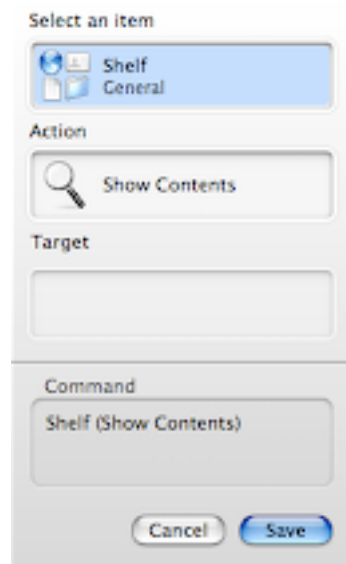 Select an item
Shelf
General
Action
Show Contents
Target
Command
Shelf (Show Contents)
Cancel
Save